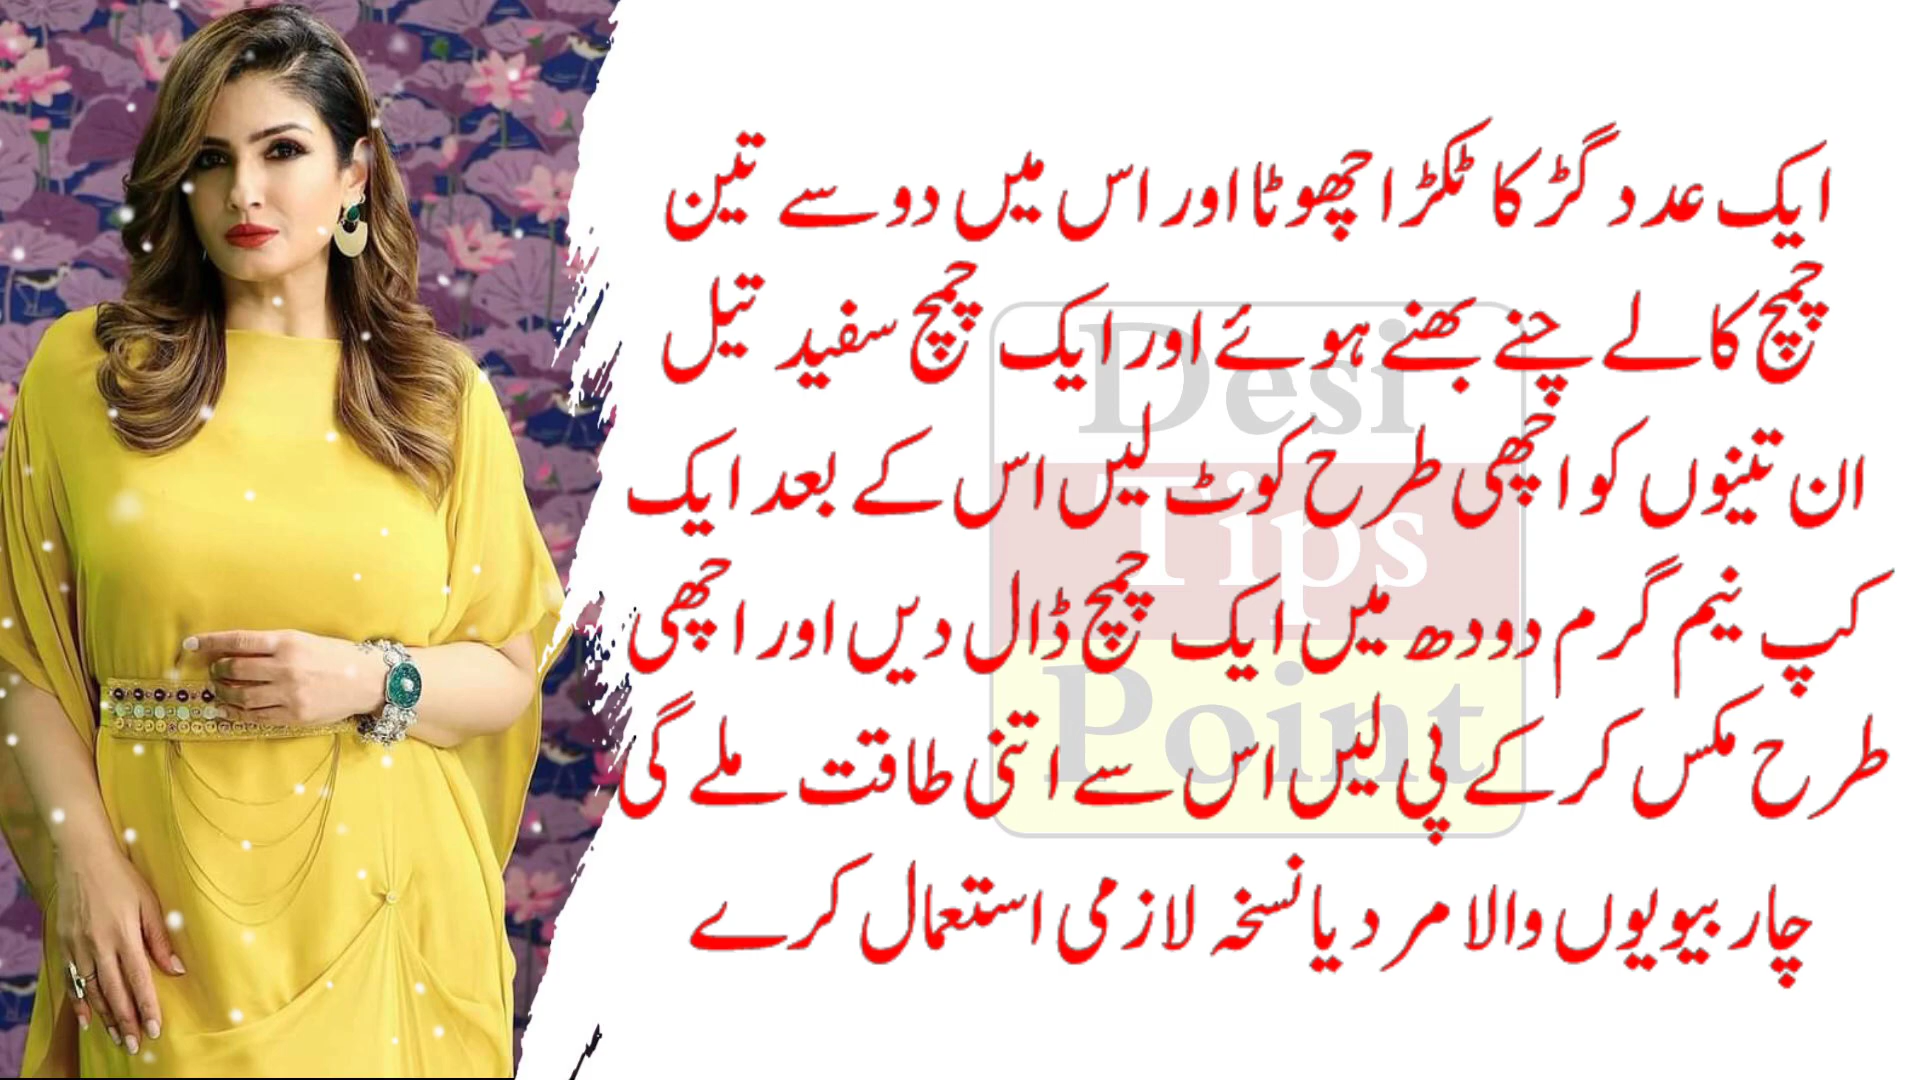 ایک عدد گڑ کا ٹکڑا چھوٹا اور اس میں دو سے تین
چمچ کالے چنے بھنے ہوئے اور ایک چمچ سفید تیل
ان تینوں کو اچھی طرح کوٹ لیں اس کے بعد ایک
کپ نیم گرم دودھ میں ایک چمچ ڈال دیں اور اچھی
طرح مکس کر کے پی لیں اس سے اتنی طاقت ملے گی
چار بیویوں والا مرد یا نسخہ لازمی استعمال کرے
Desi
Tips
Point